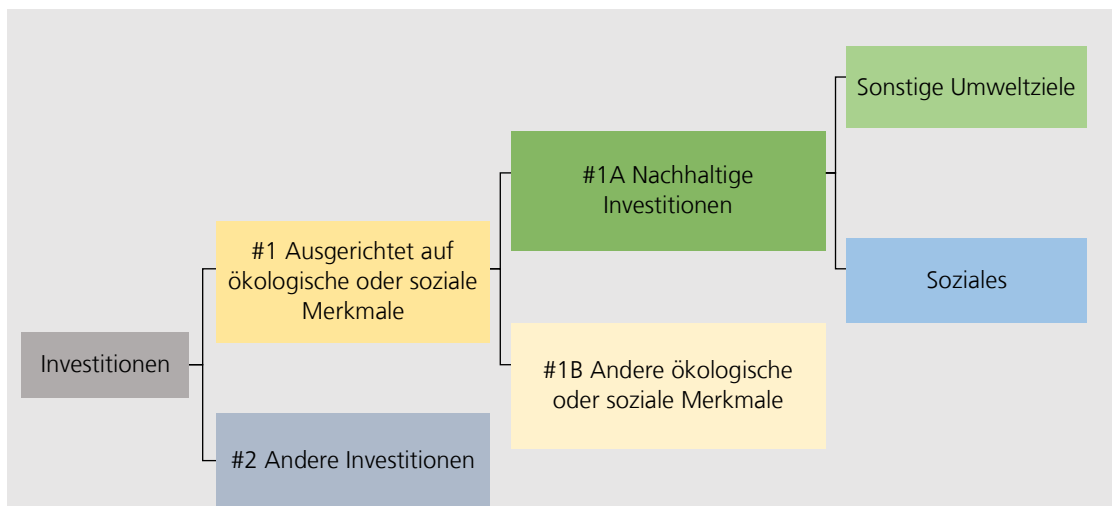 Investitionen
#1 Ausgerichtet auf
ökologische oder soziale
Merkmale
#2 Andere Investitionen
#1A Nachhaltige
Investitionen
#1B Andere ökologische
oder soziale Merkmale
Sonstige Umweltziele
Soziales